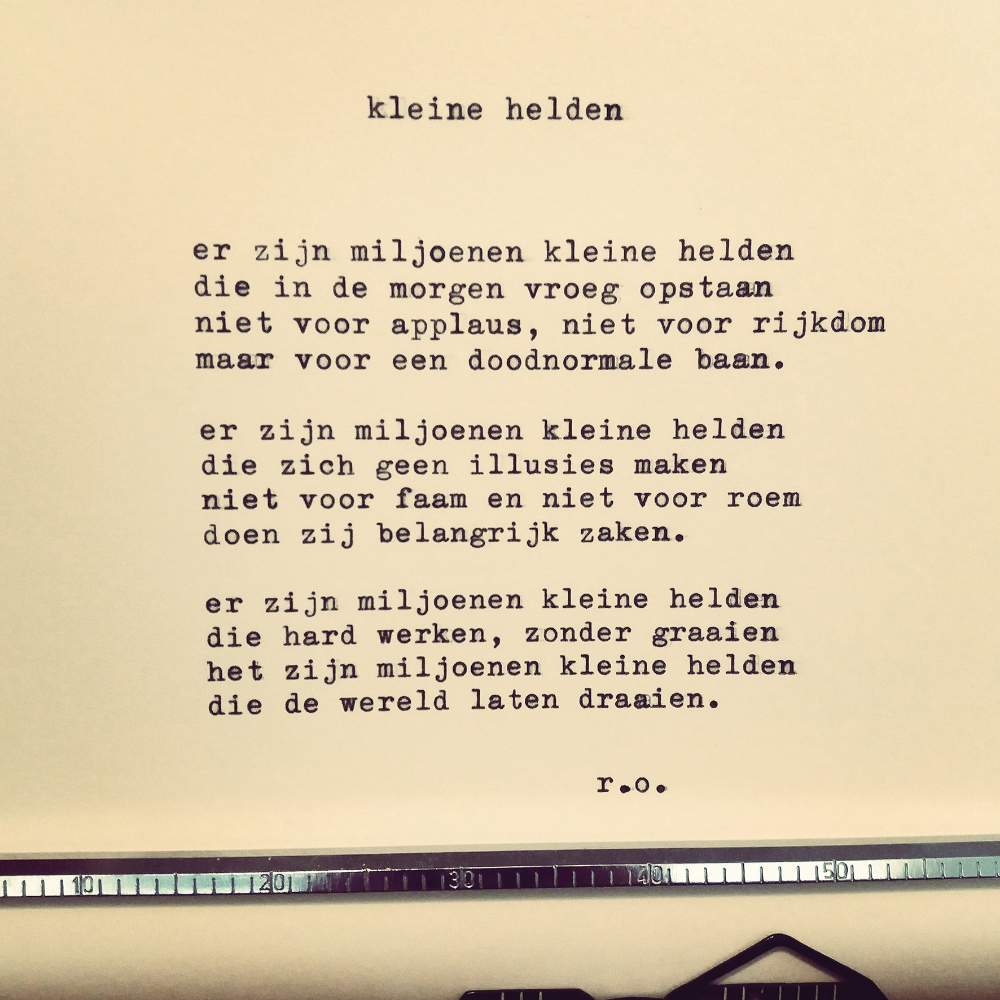 kleine helden
er zijn miljoenen kleine helden
die in de morgen vroeg opstaan
niet voor applaus, niet voor rijkdom
maar voor een doodnormale baan.
er zijn miljoenen kleine helden
die zich geen illusies maken
niet voor faam en niet voor roem
doen zij belangrijk zaken.
er zijn miljoenen kleine helden
die hard werken, zonder graaien
het zijn miljoenen kleine helden
die de wereld laten draaien.
r.o.
10 20 30 40 50